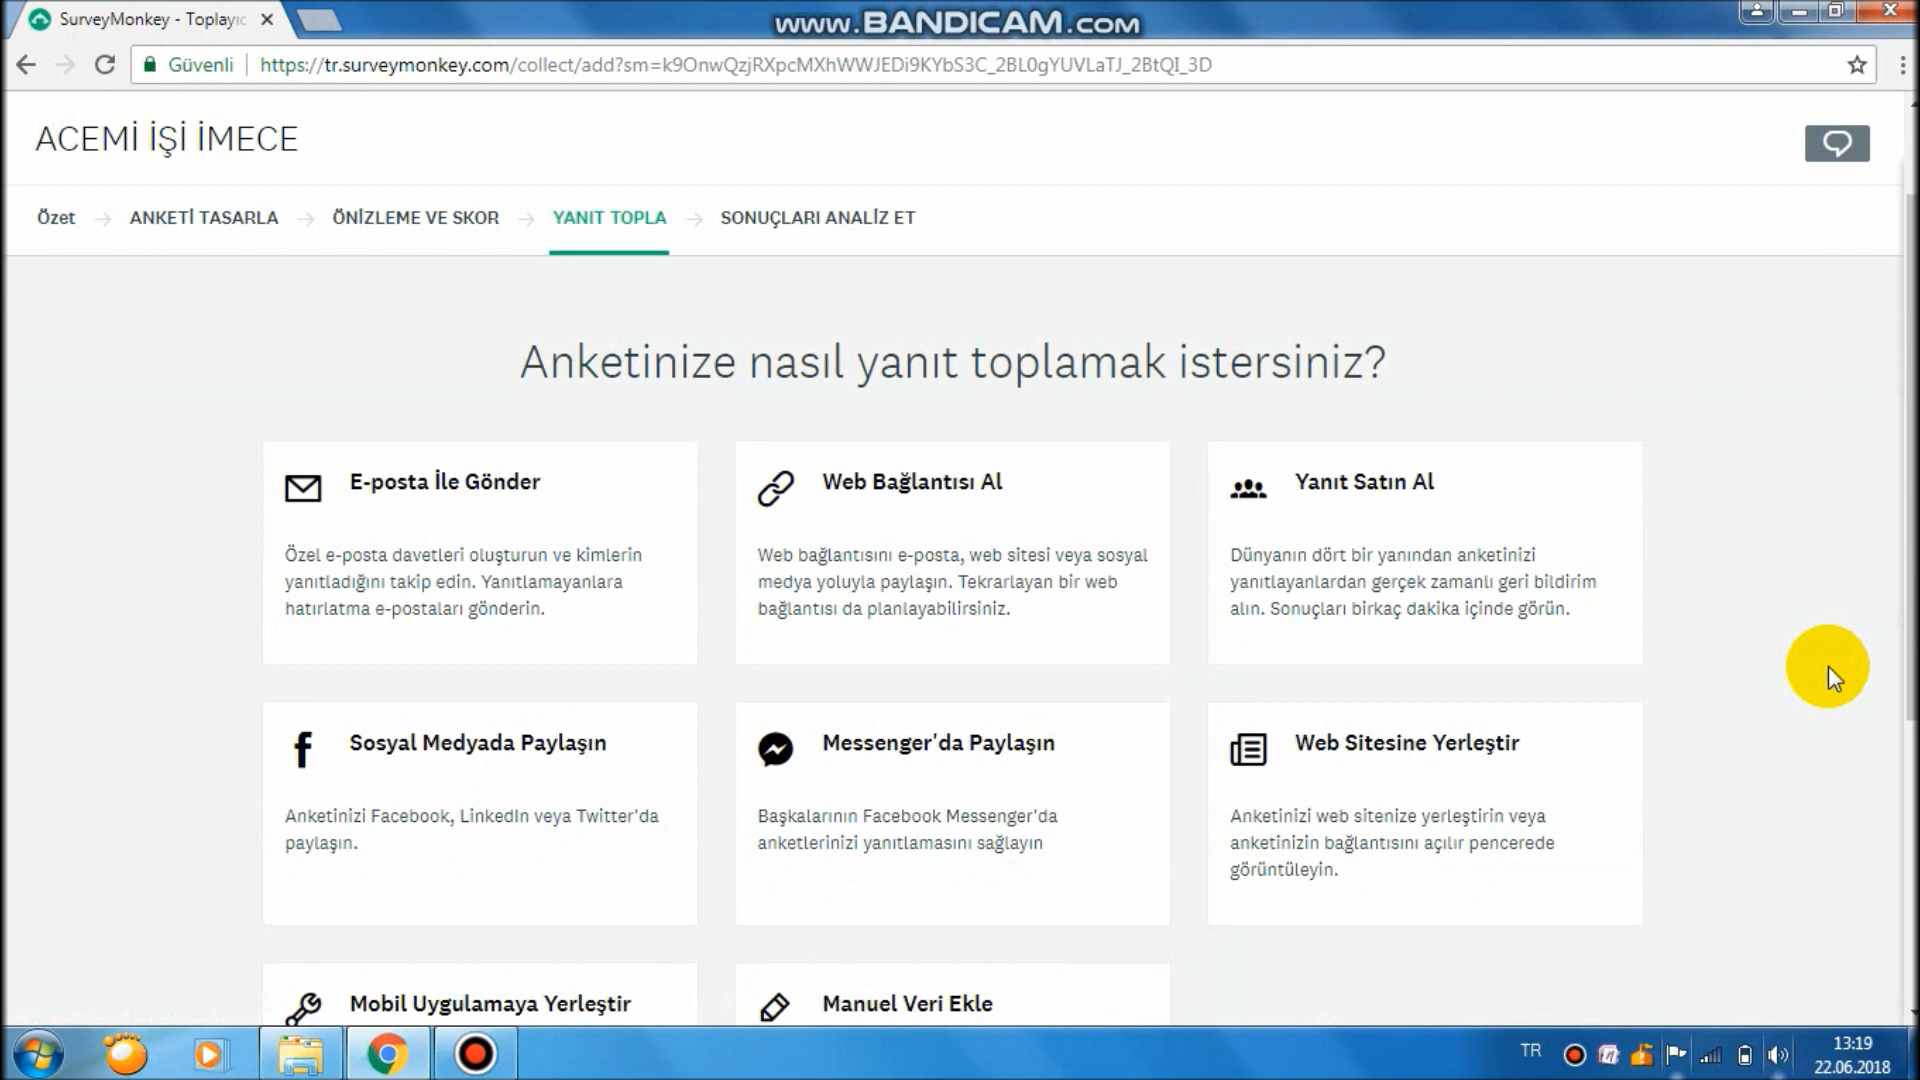 SurveyMonkey - Toplayıc
www.BANDICAM.com
Güvenli
https://tr.surveymonkey.com/collect/add?sm=k9OnwQzjRXpcMXhWWJEDi9KYbS3C_2BL0gYUVLaTJ_2BtQI_3D
ACEMİ İŞİ İMECE
Özet
ANKETİ TASARLA
ÖNİZLEME VE SKOR
YANIT TOPLA
SONUÇLARI ANALİZ ET
Anketinize nasıl yanıt toplamak istersiniz?
E-posta İle Gönder
Özel e-posta davetleri oluşturun ve kimlerin
yanıtladığını takip edin. Yanıtlamayanlara
hatırlatma e-postaları gönderin.
Web Bağlantısı Al
Web bağlantısını e-posta, web sitesi veya sosyal
medya yoluyla paylaşın. Tekrarlayan bir web
bağlantısı da planlayabilirsiniz.
Yanıt Satın Al
Dünyanın dört bir yanından anketinizi
yanıtlayanlardan gerçek zamanlı geri bildirim
alın. Sonuçları birkaç dakika içinde görün.
Sosyal Medyada Paylaşın
Anketinizi Facebook, LinkedIn veya Twitter'da
paylaşın.
Messenger'da Paylaşın
Başkalarının Facebook Messenger'da
anketlerinizi yanıtlamasını sağlayın
Web Sitesine Yerleştir
Anketinizi web sitenize yerleştirin veya
anketinizin bağlantısını açılır pencerede
görüntüleyin.
Mobil Uygulamaya Yerleştir
Manuel Veri Ekle
TR
13:19
22.06.2018